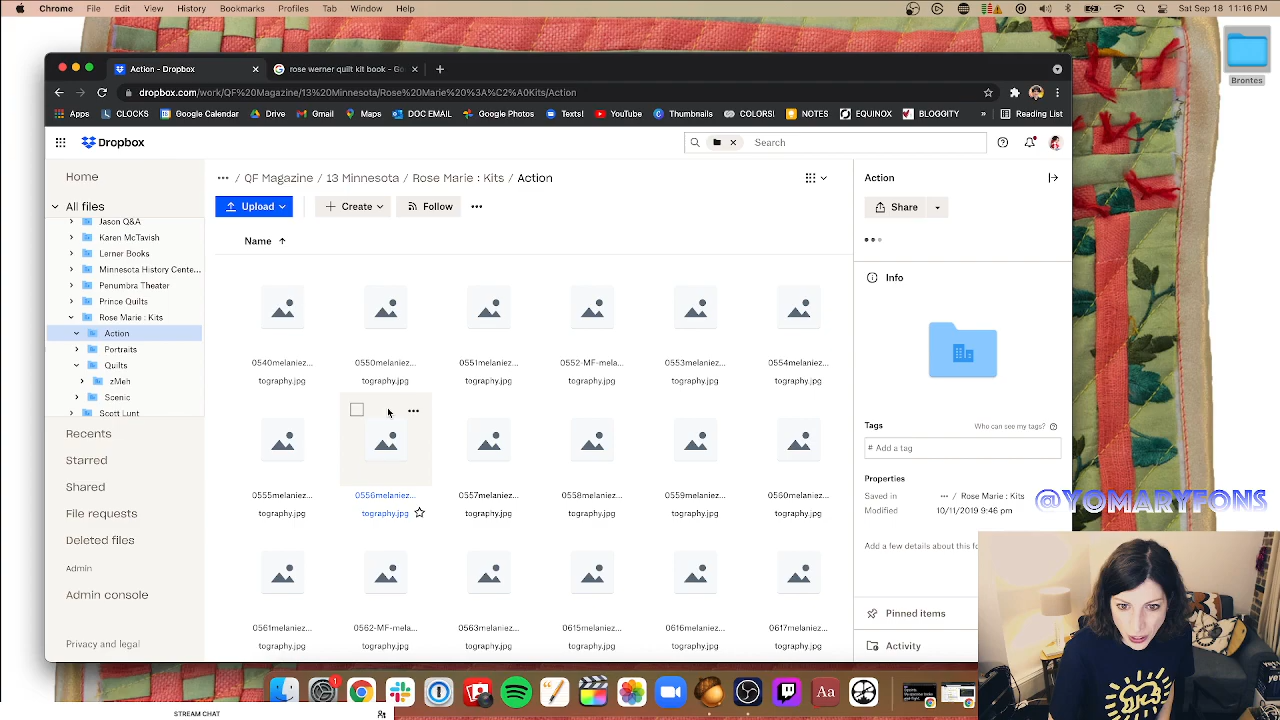 Chrome File Edit View History Bookmarks Profiles Tab Window Help
Wed Sep 22 11:16 PM
Brontes
Action - Dropbox
rose werner quilt kit book - Go
dropbox.com/work/QF%20Magazine/13%20Minnesota/Rose%20Marie%20%3A%C2%A0Kits/Action
Apps CLOCKS Google Calendar Gmail Maps DOC EMAIL Google Photos Texts! YouTube Thumbnails COLORS! NOTES EQUINOX BLOGGITY » Reading List
Dropbox
Search
Home
All files
Jason Q&A
Karen McTavish
Lerner Books
Minnesota History Cente...
Penumbra Theater
Prince Quilts
Rose Marie : Kits
Action
Portraits
Quilts
zMeh
Scenic
Scott Lunt
Recents
Starred
Shared
File requests
Deleted files
Admin
Admin console
Privacy and legal
··· / QF Magazine / 13 Minnesota / Rose Marie : Kits / Action
Upload
Create
Follow
Name ↑
0540melaniez... 0550melaniez... 0551melaniez... 0552-MF-mela... 0553melaniez... 0554melaniez...
tography.jpg tography.jpg tography.jpg tography.jpg tography.jpg tography.jpg
0555melaniez... 0556melaniez... 0557melaniez... 0558melaniez... 0559melaniez... 0560melaniez...
tography.jpg tography.jpg tography.jpg tography.jpg tography.jpg tography.jpg
0561melaniez... 0562-MF-mela... 0563melaniez... 0615melaniez... 0616melaniez... 0617melaniez...
tography.jpg tography.jpg tography.jpg tography.jpg tography.jpg tography.jpg
Action
Share
Info
Tags
Who can see my tags?
# Add a tag
Properties
Saved in ··· / Rose Marie : Kits
Modified 10/11/2019 9:46 pm
Add a few details about this fo
Pinned items
Activity
@YOMARYFONS
1
Aa
STREAM CHAT